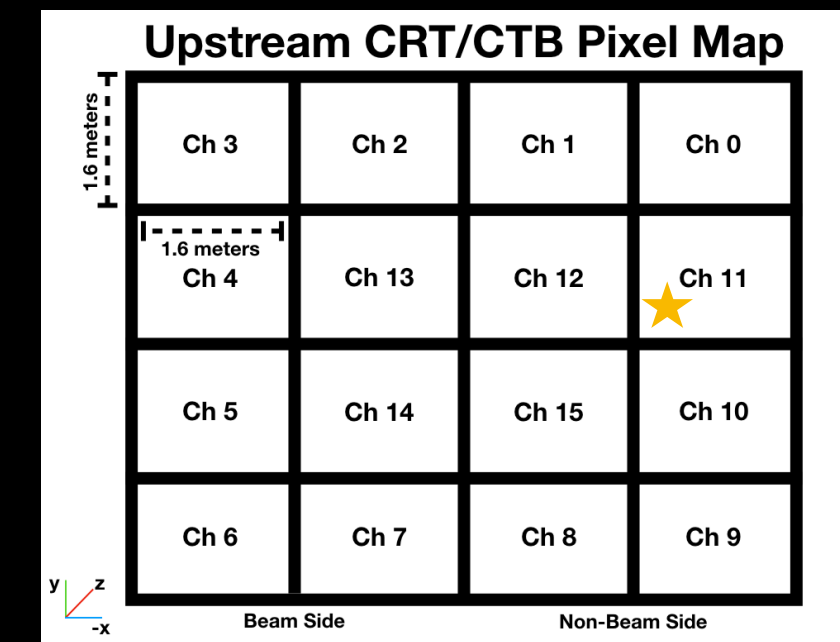 Upstream CRT/CTB Pixel Map
1.6 meters
Ch 3 Ch 2 Ch 1 Ch 0
1.6 meters
Ch 4 Ch 13 Ch 12 Ch 11
Ch 5 Ch 14 Ch 15 Ch 10
Ch 6 Ch 7 Ch 8 Ch 9
y z
-x
Beam Side Non-Beam Side